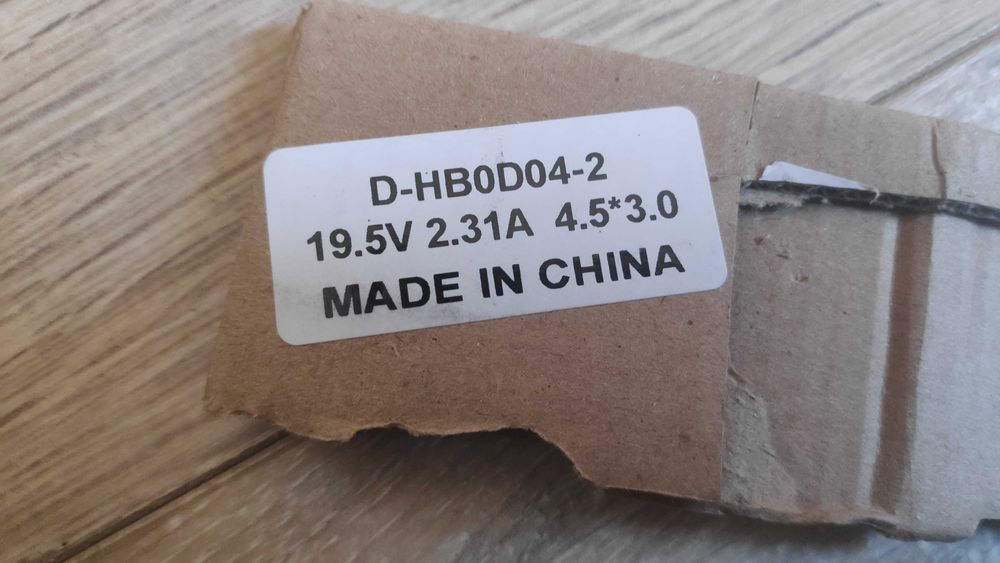 D-HB0D04-2
19.5V 2.31A 4.5*3.0
MADE IN CHINA